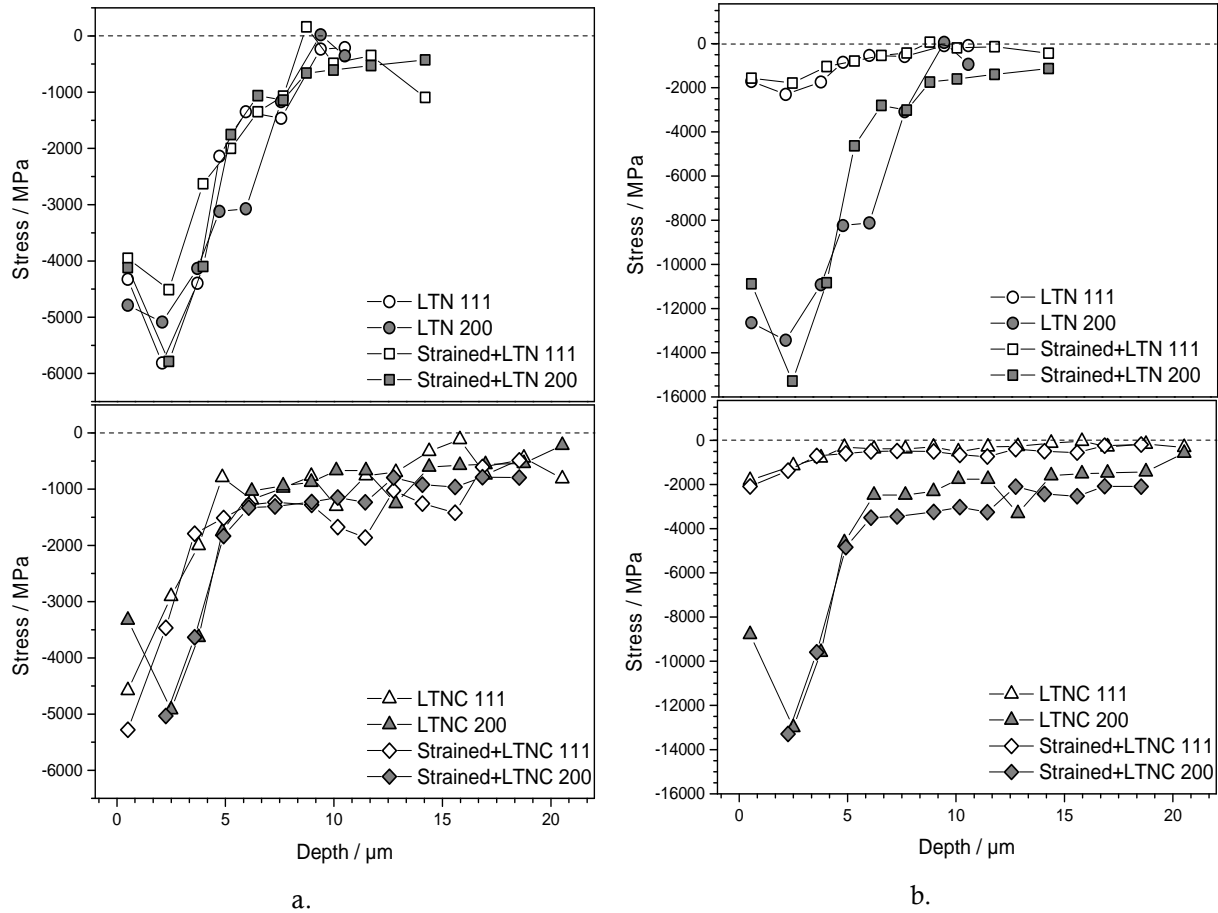 500
0
-1000
-2000
-3000
-4000
-5000
-6000
Stress / MPa
LTN 111
LTN 200
Strained+LTN 111
Strained+LTN 200
0
-1000
-2000
-3000
-4000
-5000
-6000
Stress / MPa
LTNC 111
LTNC 200
Strained+LTNC 111
Strained+LTNC 200
0 5 10 15 20
Depth / µm
a.
0
-2000
-4000
-6000
-8000
-10000
-12000
-14000
-16000
Stress / MPa
LTN 111
LTN 200
Strained+LTN 111
Strained+LTN 200
0
-2000
-4000
-6000
-8000
-10000
-12000
-14000
-16000
Stress / MPa
LTNC 111
LTNC 200
Strained+LTNC 111
Strained+LTNC 200
0 5 10 15 20
Depth / µm
b.